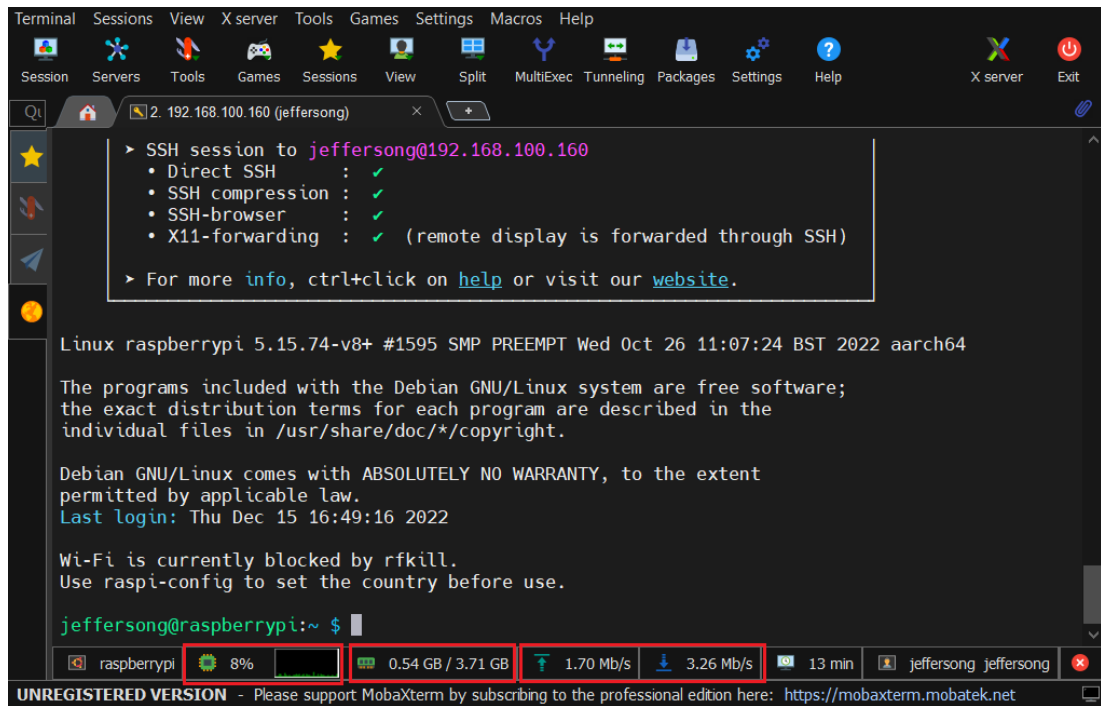 Terminal Sessions View X server Tools Games Settings Macros Help
Session Servers Tools Games Sessions View Split MultiExec Tunneling Packages Settings Help X server Exit
2. 192.168.100.160 (jeffersong)
➤ SSH session to jeffersong@192.168.100.160
• Direct SSH : ✔
• SSH compression : ✔
• SSH-browser : ✔
• X11-forwarding : ✔ (remote display is forwarded through SSH)
➤ For more info, ctrl+click on help or visit our website.
Linux raspberrypi 5.15.74-v8+ #1595 SMP PREEMPT Wed Oct 26 11:07:24 BST 2022 aarch64
The programs included with the Debian GNU/Linux system are free software;
the exact distribution terms for each program are described in the
individual files in /usr/share/doc/*/copyright.
Debian GNU/Linux comes with ABSOLUTELY NO WARRANTY, to the extent
permitted by applicable law.
Last login: Thu Dec 15 16:49:16 2022
Wi-Fi is currently blocked by rfkill.
Use raspi-config to set the country before use.
jeffersong@raspberrypi:~ $
raspberrypi 8% 0.54 GB / 3.71 GB 1.70 Mb/s 3.26 Mb/s 13 min jeffersong jeffersong
UNREGISTERED VERSION - Please support MobaXterm by subscribing to the professional edition here: https://mobaxterm.mobatek.net